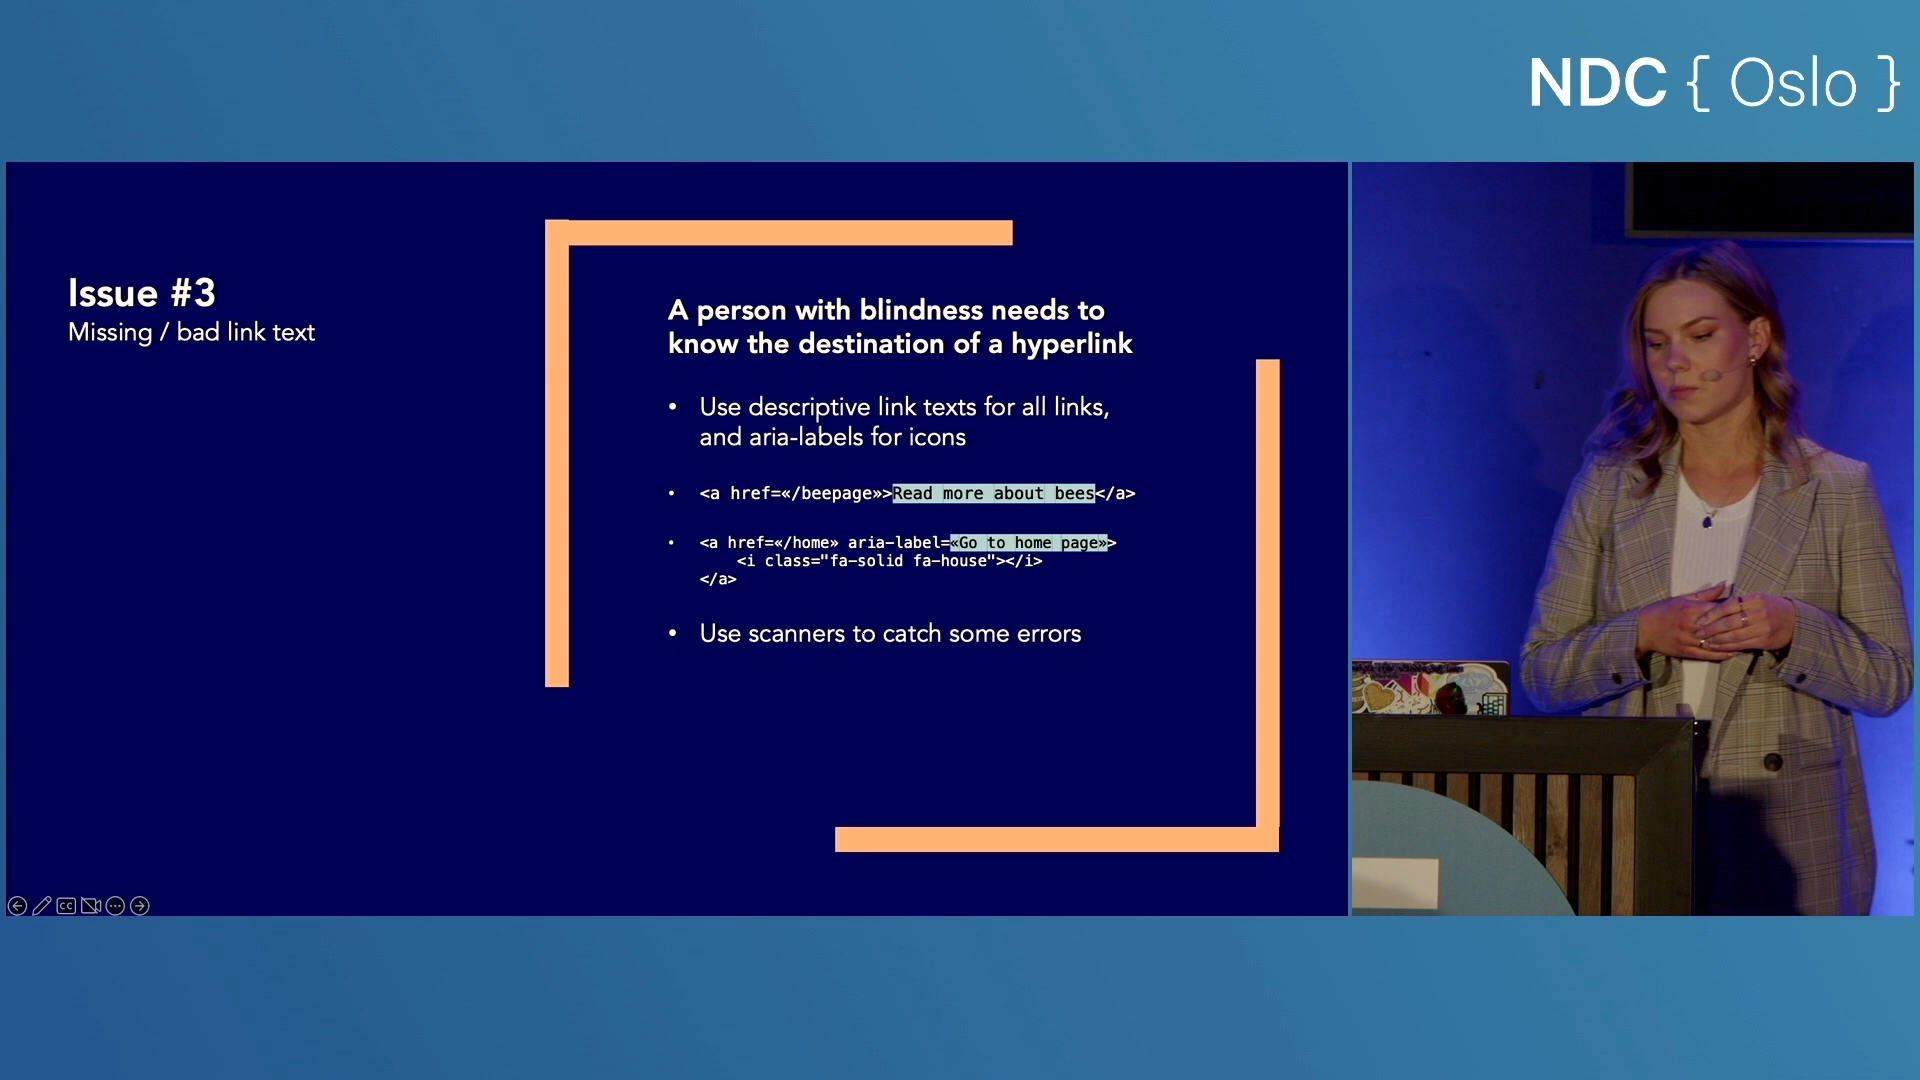 NDC { Oslo }
Issue #3
Missing / bad link text
A person with blindness needs to
know the destination of a hyperlink
• Use descriptive link texts for all links,
and aria-labels for icons
• <a href=«/beepage»>Read more about bees</a>
• <a href=«/home» aria-label=«Go to home page»>
<i class="fa-solid fa-house"></i>
</a>
• Use scanners to catch some errors
CC